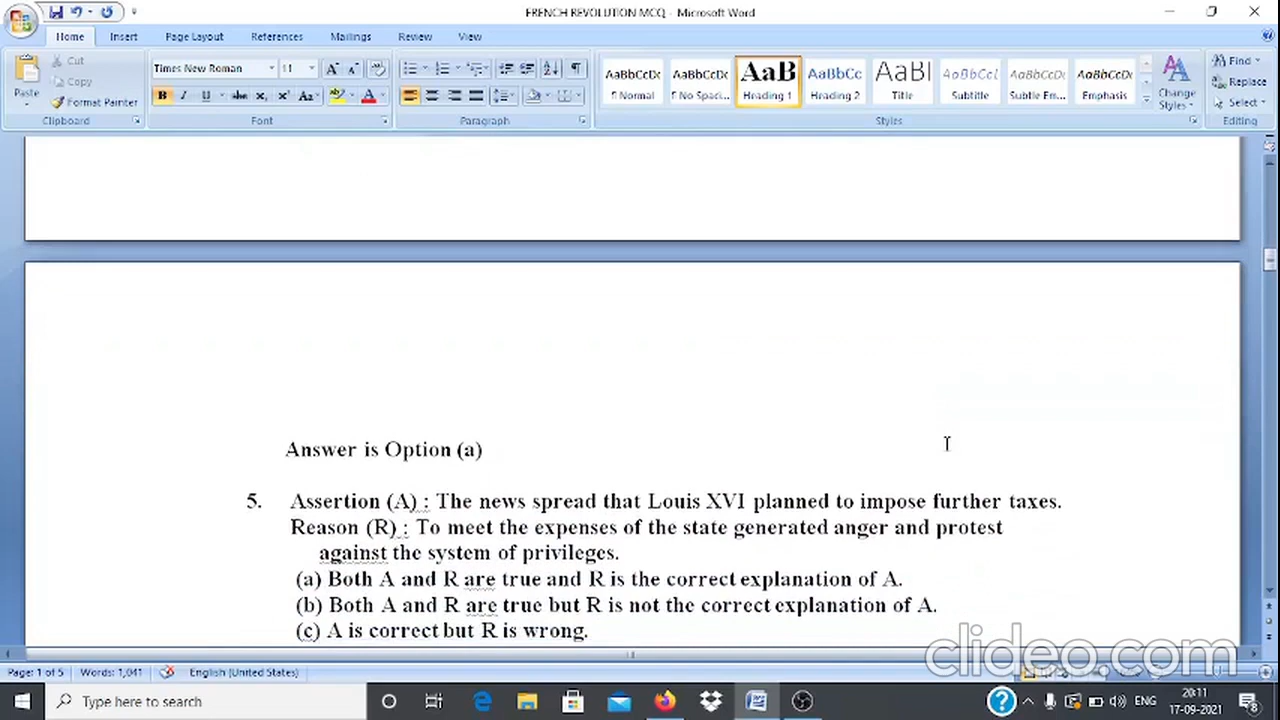 FRENCH REVOLUTION MCQ - Microsoft Word
Home Insert Page Layout References Mailings Review View
Paste
Cut
Copy
Format Painter
Clipboard
Times New Roman 11
Font
Paragraph
AaBbCcDc AaBbCcDc AaB AaBbCc AaBl AaBbCcl AaBbCcDc AaBbCcDc
¶ Normal ¶ No Spaci... Heading 1 Heading 2 Title Subtitle Subtle Em... Emphasis
Change Styles
Styles
Find
Replace
Select
Editing
Answer is Option (a)
5. Assertion (A) : The news spread that Louis XVI planned to impose further taxes.
Reason (R) : To meet the expenses of the state generated anger and protest
against the system of privileges.
(a) Both A and R are true and R is the correct explanation of A.
(b) Both A and R are true but R is not the correct explanation of A.
(c) A is correct but R is wrong.
clideo.com
Page: 1 of 5 Words: 1,041 English (United States)
Type here to search
ENG
20:11
17-09-2021